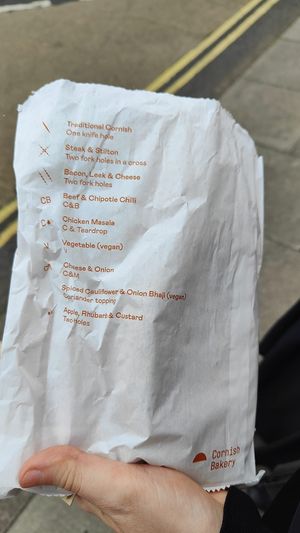 Traditional Cornish
One knife hole
Steak & Stilton
Two fork holes in a cross
Bacon, Leek & Cheese
Two fork holes
CB Beef & Chipotle Chilli
C&B
C Chicken Masala
C & Teardrop
V Vegetable (vegan)
V
Cheese & Onion
C&M
Spiced Cauliflower & Onion Bhaji (vegan)
Coriander topping
Apple, Rhubarb & Custard
Two Holes
Cornish
Bakery